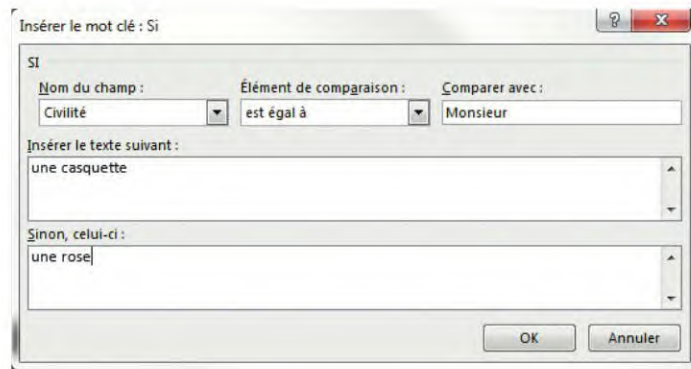 Insérer le mot clé : Si
SI
Nom du champ : Élément de comparaison : Comparer avec :
Civilité est égal à Monsieur
Insérer le texte suivant :
une casquette
Sinon, celui-ci :
une rose
OK Annuler